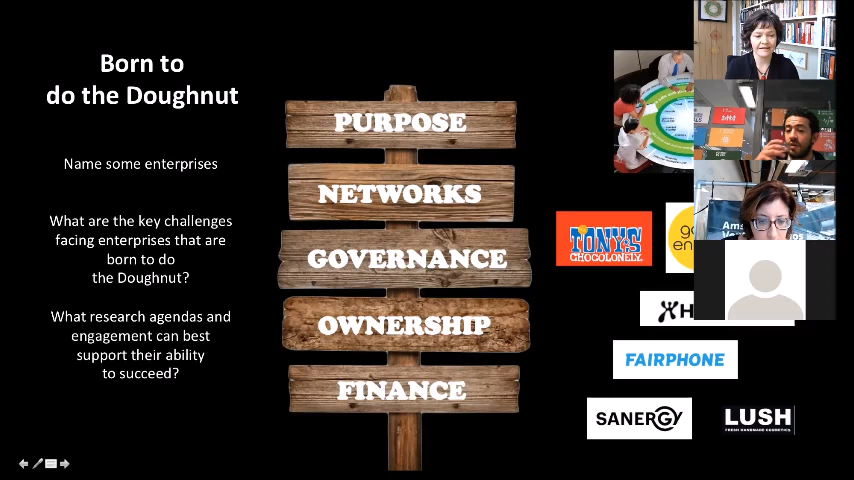 Born to
do the Doughnut
Name some enterprises
What are the key challenges
facing enterprises that are
born to do
the Doughnut?
What research agendas and
engagement can best
support their ability
to succeed?
PURPOSE
NETWORKS
GOVERNANCE
OWNERSHIP
FINANCE
TONY'S
CHOCOLONELY
go
en
H
FAIRPHONE
SANERGY
LUSH
FRESH HANDMADE COSMETICS